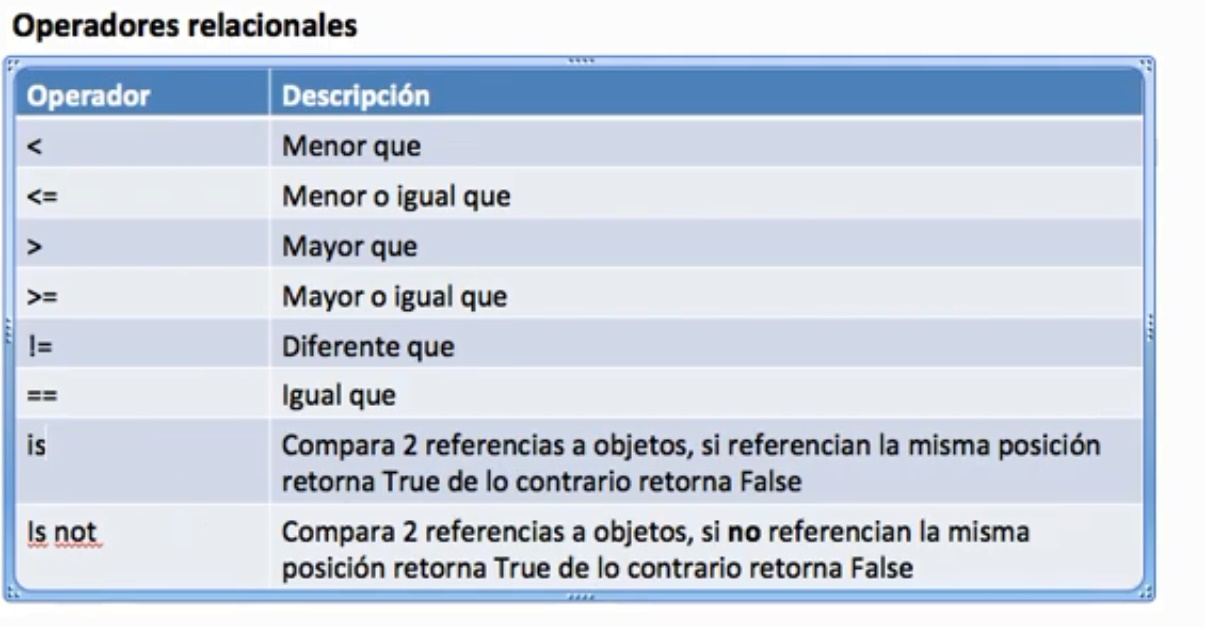 Operadores relacionales
Operador Descripción
< Menor que
<= Menor o igual que
> Mayor que
>= Mayor o igual que
!= Diferente que
== Igual que
is Compara 2 referencias a objetos, si referencian la misma posición
retorna True de lo contrario retorna False
Is not Compara 2 referencias a objetos, si no referencian la misma
posición retorna True de lo contrario retorna False